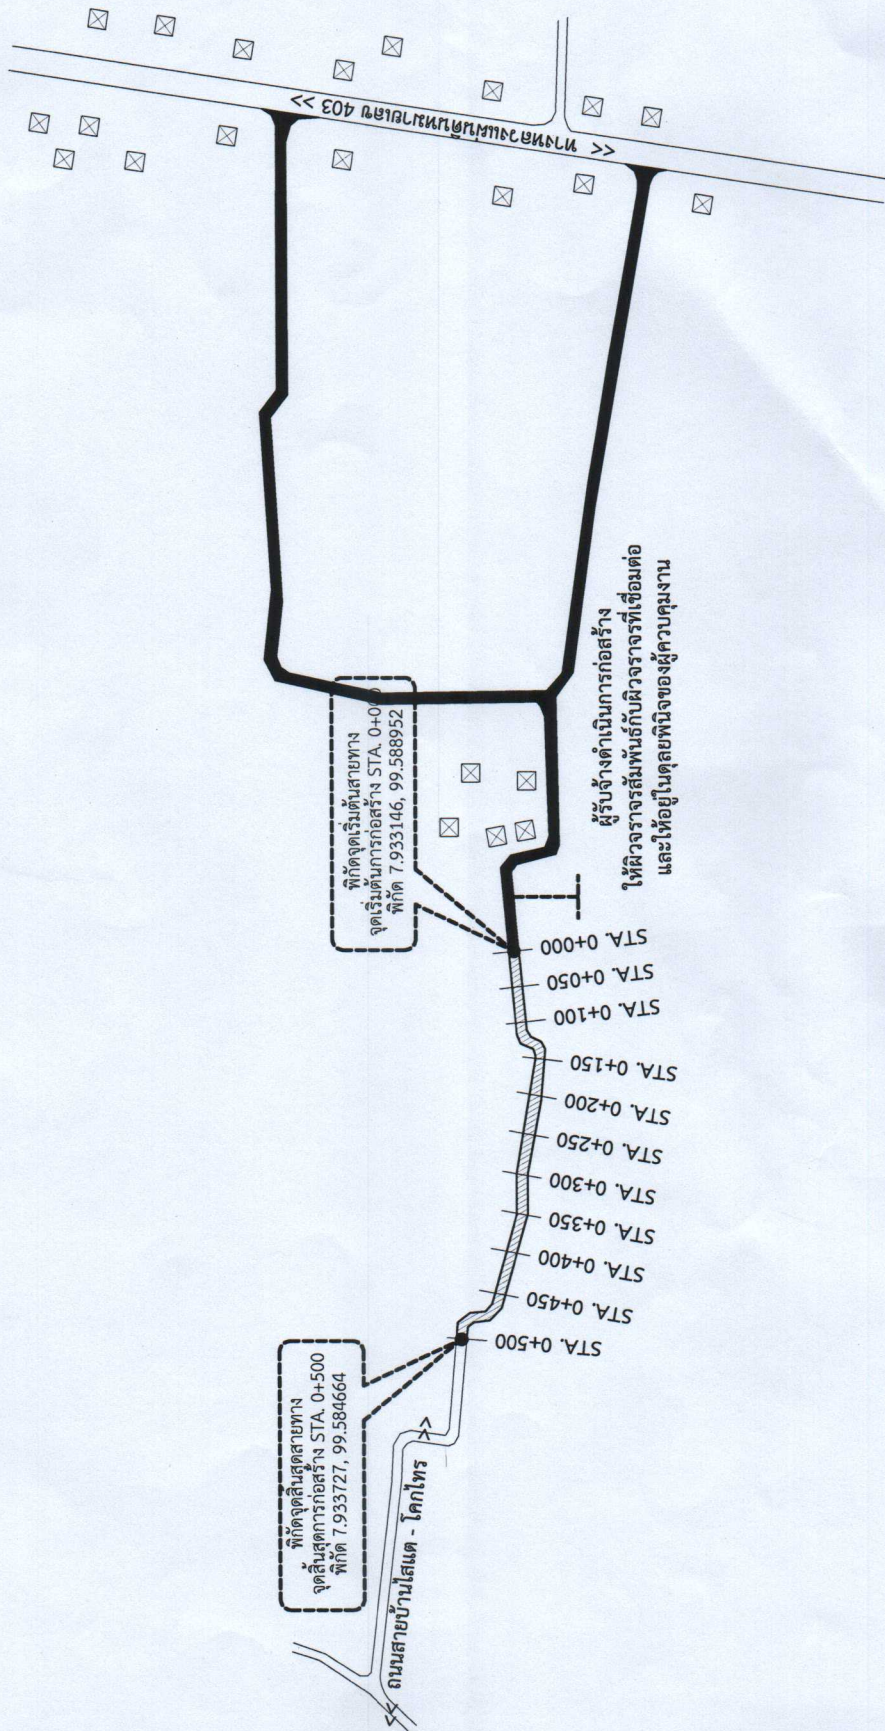 << ทางหลวงแผ่นดินหมายเลข 403 >>
พิกัดจุดเริ่มต้นสายทาง
จุดเริ่มต้นการก่อสร้าง STA. 0+000
พิกัด 7.933146, 99.588952
ผู้รับจ้างดำเนินการก่อสร้าง
ให้ผิวจราจรสัมพันธ์กับผิวจราจรที่เชื่อมต่อ
และให้อยู่ในดุลยพินิจของผู้ควบคุมงาน
STA. 0+000
STA. 0+050
STA. 0+100
STA. 0+150
STA. 0+200
STA. 0+250
STA. 0+300
STA. 0+350
STA. 0+400
STA. 0+450
STA. 0+500
พิกัดจุดสิ้นสุดสายทาง
จุดสิ้นสุดการก่อสร้าง STA. 0+500
พิกัด 7.933727, 99.584664
<< ถนนสายบ้านไสแต - โคกไทร >>